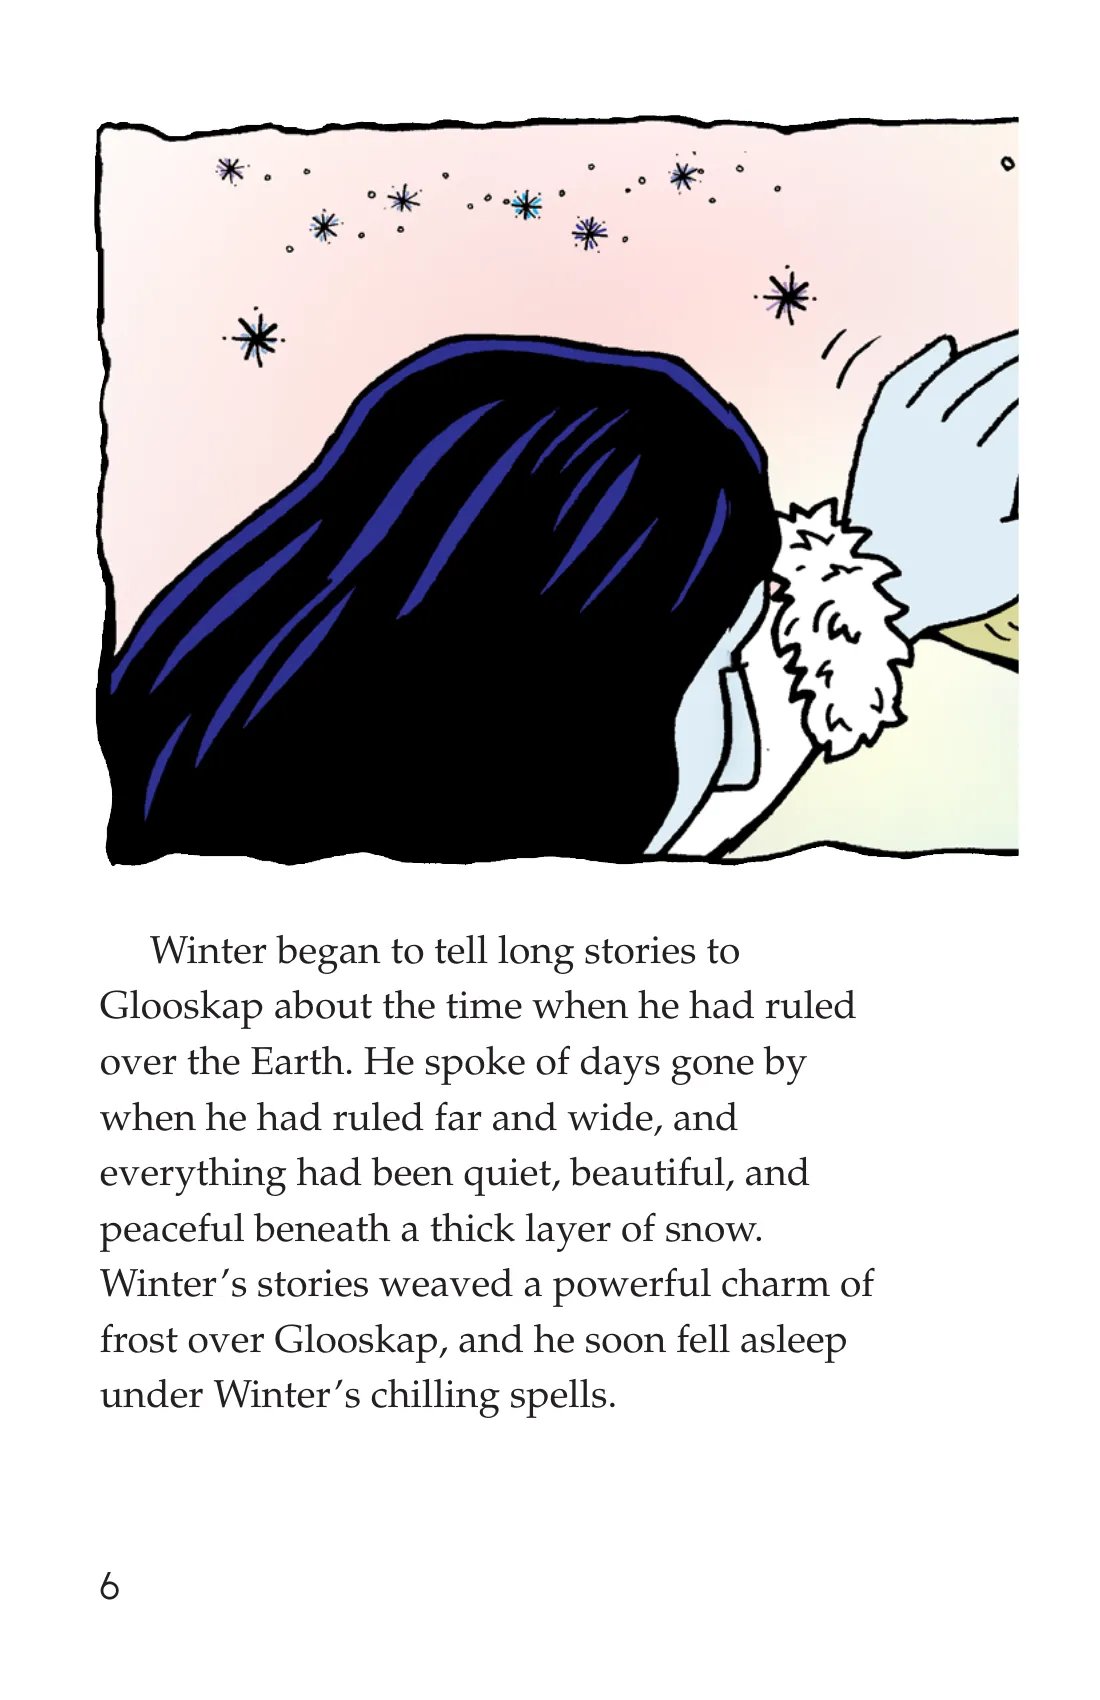 Winter began to tell long stories to
Glooskap about the time when he had ruled
over the Earth. He spoke of days gone by
when he had ruled far and wide, and
everything had been quiet, beautiful, and
peaceful beneath a thick layer of snow.
Winter’s stories weaved a powerful charm of
frost over Glooskap, and he soon fell asleep
under Winter’s chilling spells.
6